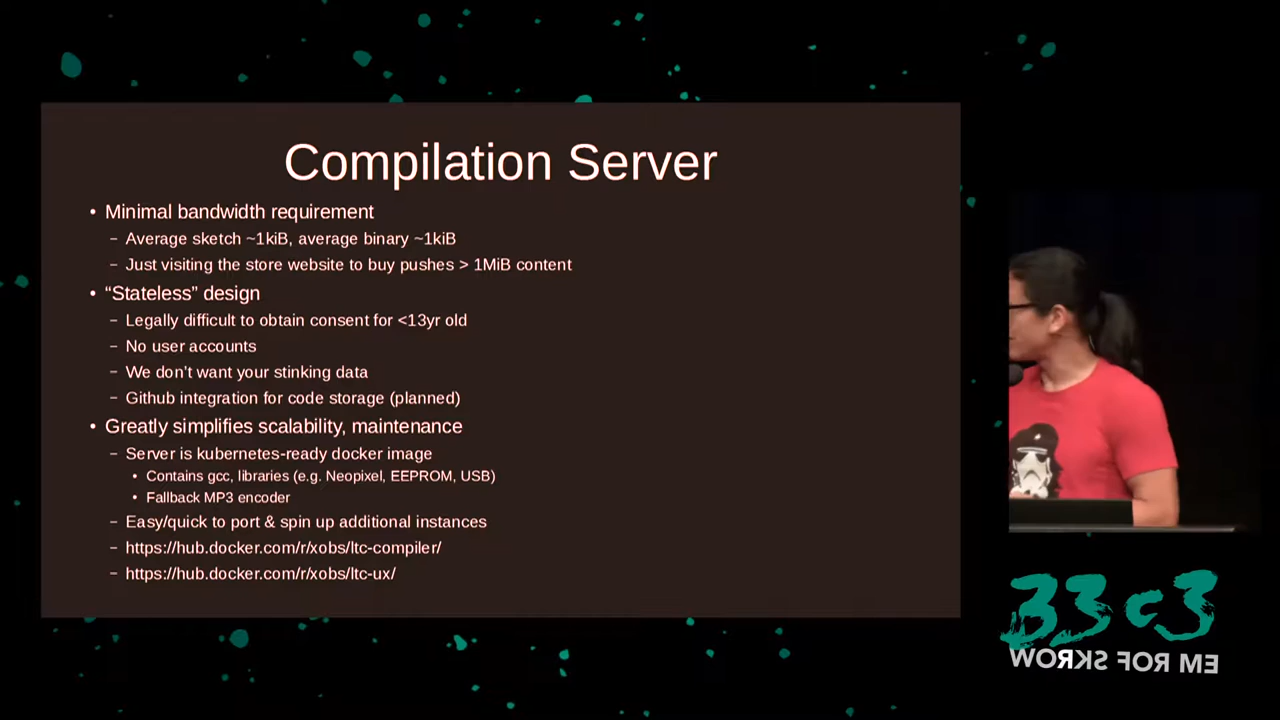 Compilation Server
• Minimal bandwidth requirement
– Average sketch ~1kiB, average binary ~1kiB
– Just visiting the store website to buy pushes > 1MiB content
• “Stateless” design
– Legally difficult to obtain consent for <13yr old
– No user accounts
– We don’t want your stinking data
– Github integration for code storage (planned)
• Greatly simplifies scalability, maintenance
– Server is kubernetes-ready docker image
• Contains gcc, libraries (e.g. Neopixel, EEPROM, USB)
• Fallback MP3 encoder
– Easy/quick to port & spin up additional instances
– https://hub.docker.com/r/xobs/ltc-compiler/
– https://hub.docker.com/r/xobs/ltc-ux/
33c3
WORKS FOR ME